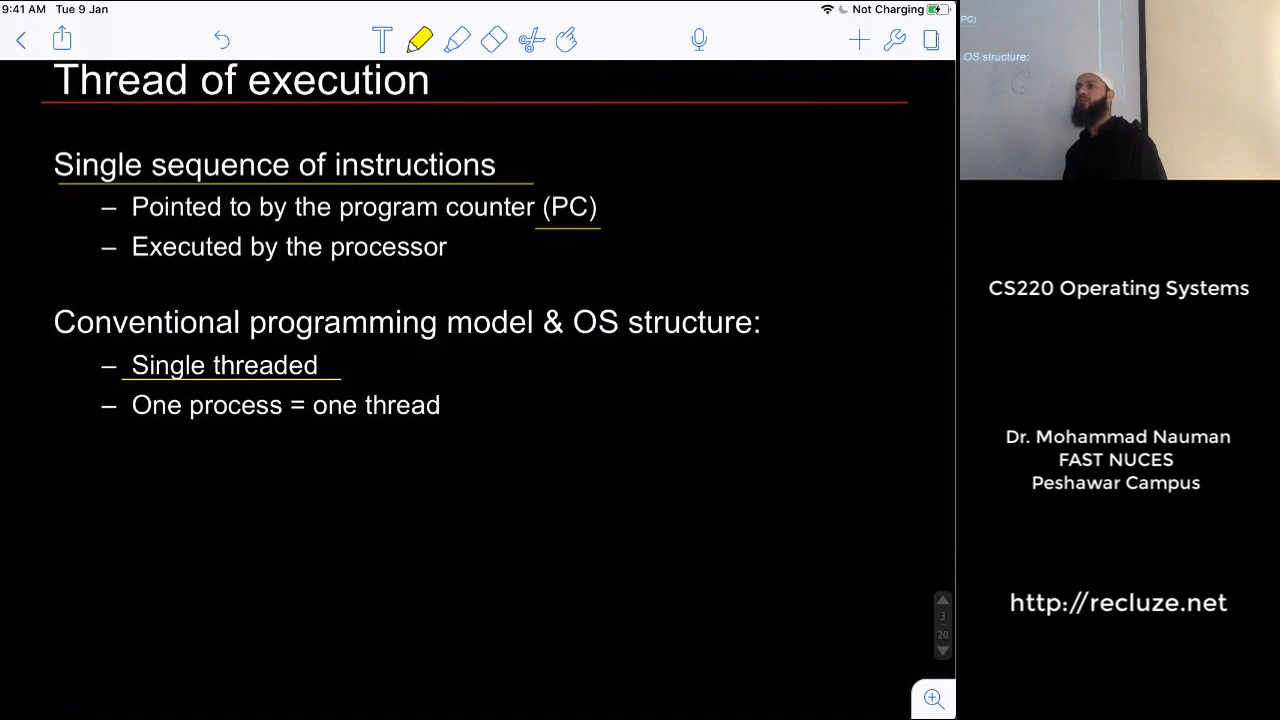 9:41 AM Tue 9 Jan
Not Charging
T
Thread of execution
Single sequence of instructions
– Pointed to by the program counter (PC)
– Executed by the processor
Conventional programming model & OS structure:
– Single threaded
– One process = one thread
3
20
PC)
OS structure:
CS220 Operating Systems
Dr. Mohammad Nauman
FAST NUCES
Peshawar Campus
http://recluze.net